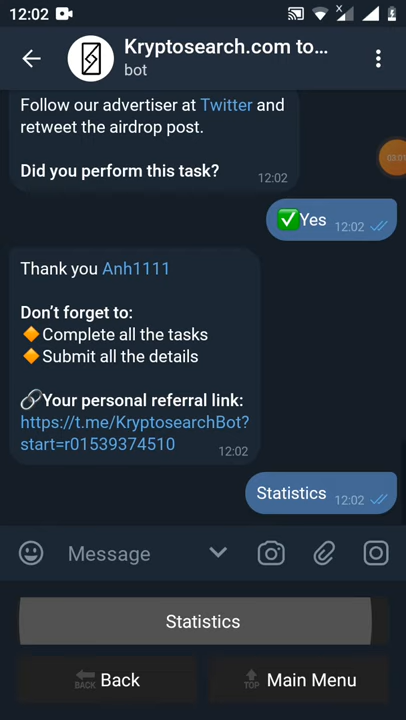 12:02
Kryptosearch.com to...
bot
Follow our advertiser at Twitter and
retweet the airdrop post.
Did you perform this task?
12:02
03:01
✅Yes 12:02
Thank you Anh1111
Don't forget to:
🔶Complete all the tasks
🔶Submit all the details
🔗Your personal referral link:
https://t.me/KryptosearchBot?
start=r01539374510
12:02
Statistics 12:02
Message
Statistics
BACK Back
TOP Main Menu